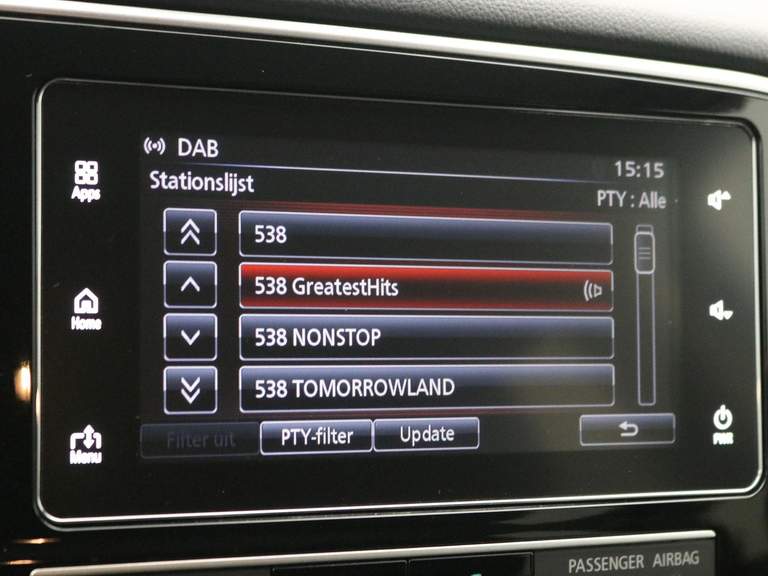 DAB
15:15
Stationslijst
PTY : Alle
Apps
538
538 GreatestHits
Home
538 NONSTOP
538 TOMORROWLAND
Menu
PWR
Filter uit
PTY-filter
Update
PASSENGER AIRBAG